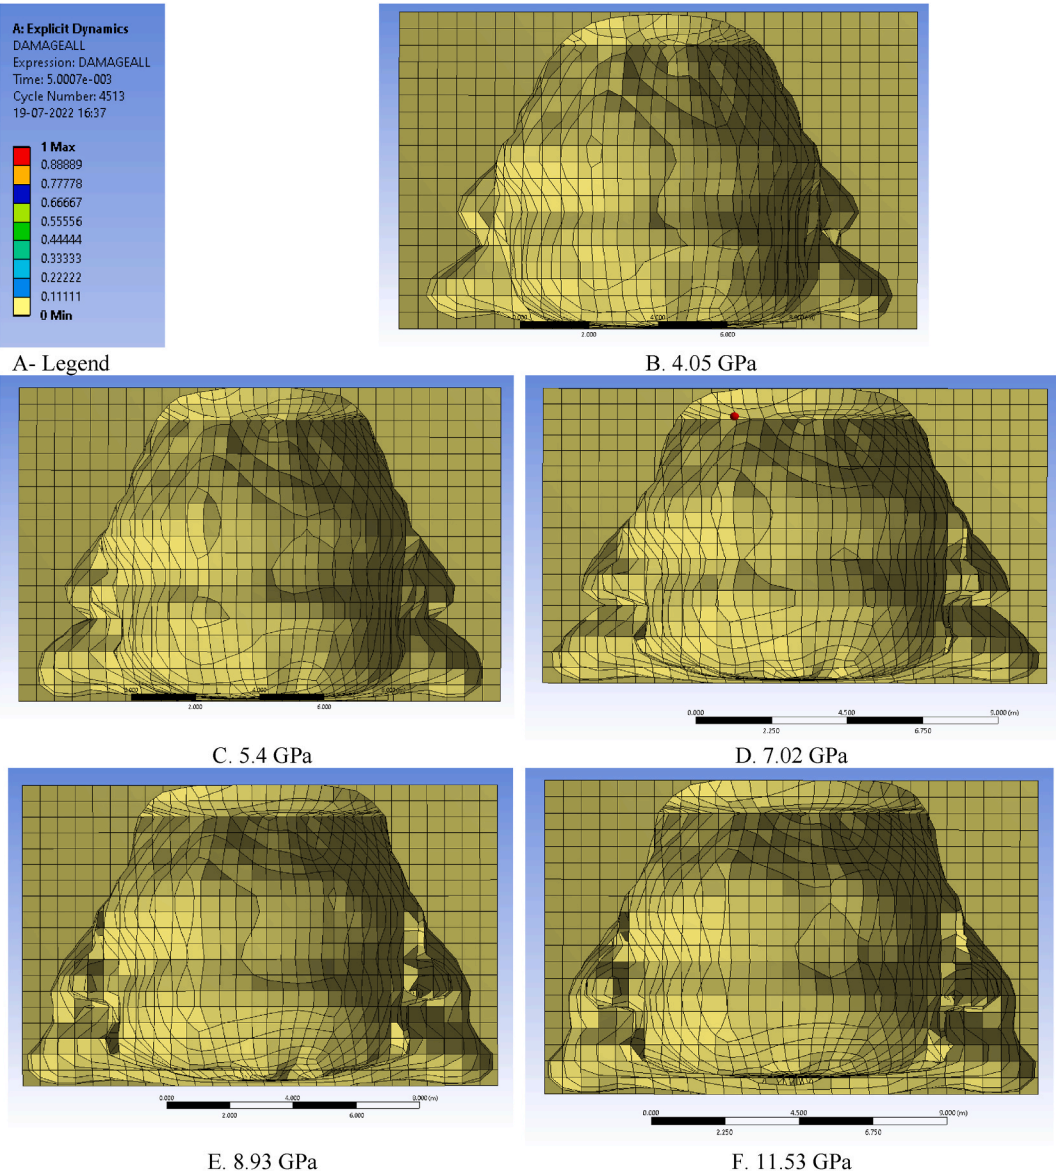 A: Explicit Dynamics
DAMAGEALL
Expression: DAMAGEALL
Time: 5.0007e-003
Cycle Number: 4513
19-07-2022 16:37
1 Max
0.88889
0.77778
0.66667
0.55556
0.44444
0.33333
0.22222
0.11111
0 Min
A- Legend
4.000
2.000
6.000
B. 4.05 GPa
4.000
2.000
6.000
C. 5.4 GPa
0.000
4.500
9.000 (m)
2.250
6.750
D. 7.02 GPa
0.000
4.000
2.000
6.000
E. 8.93 GPa
0.000
4.500
9.000 (m)
2.250
6.750
F. 11.53 GPa